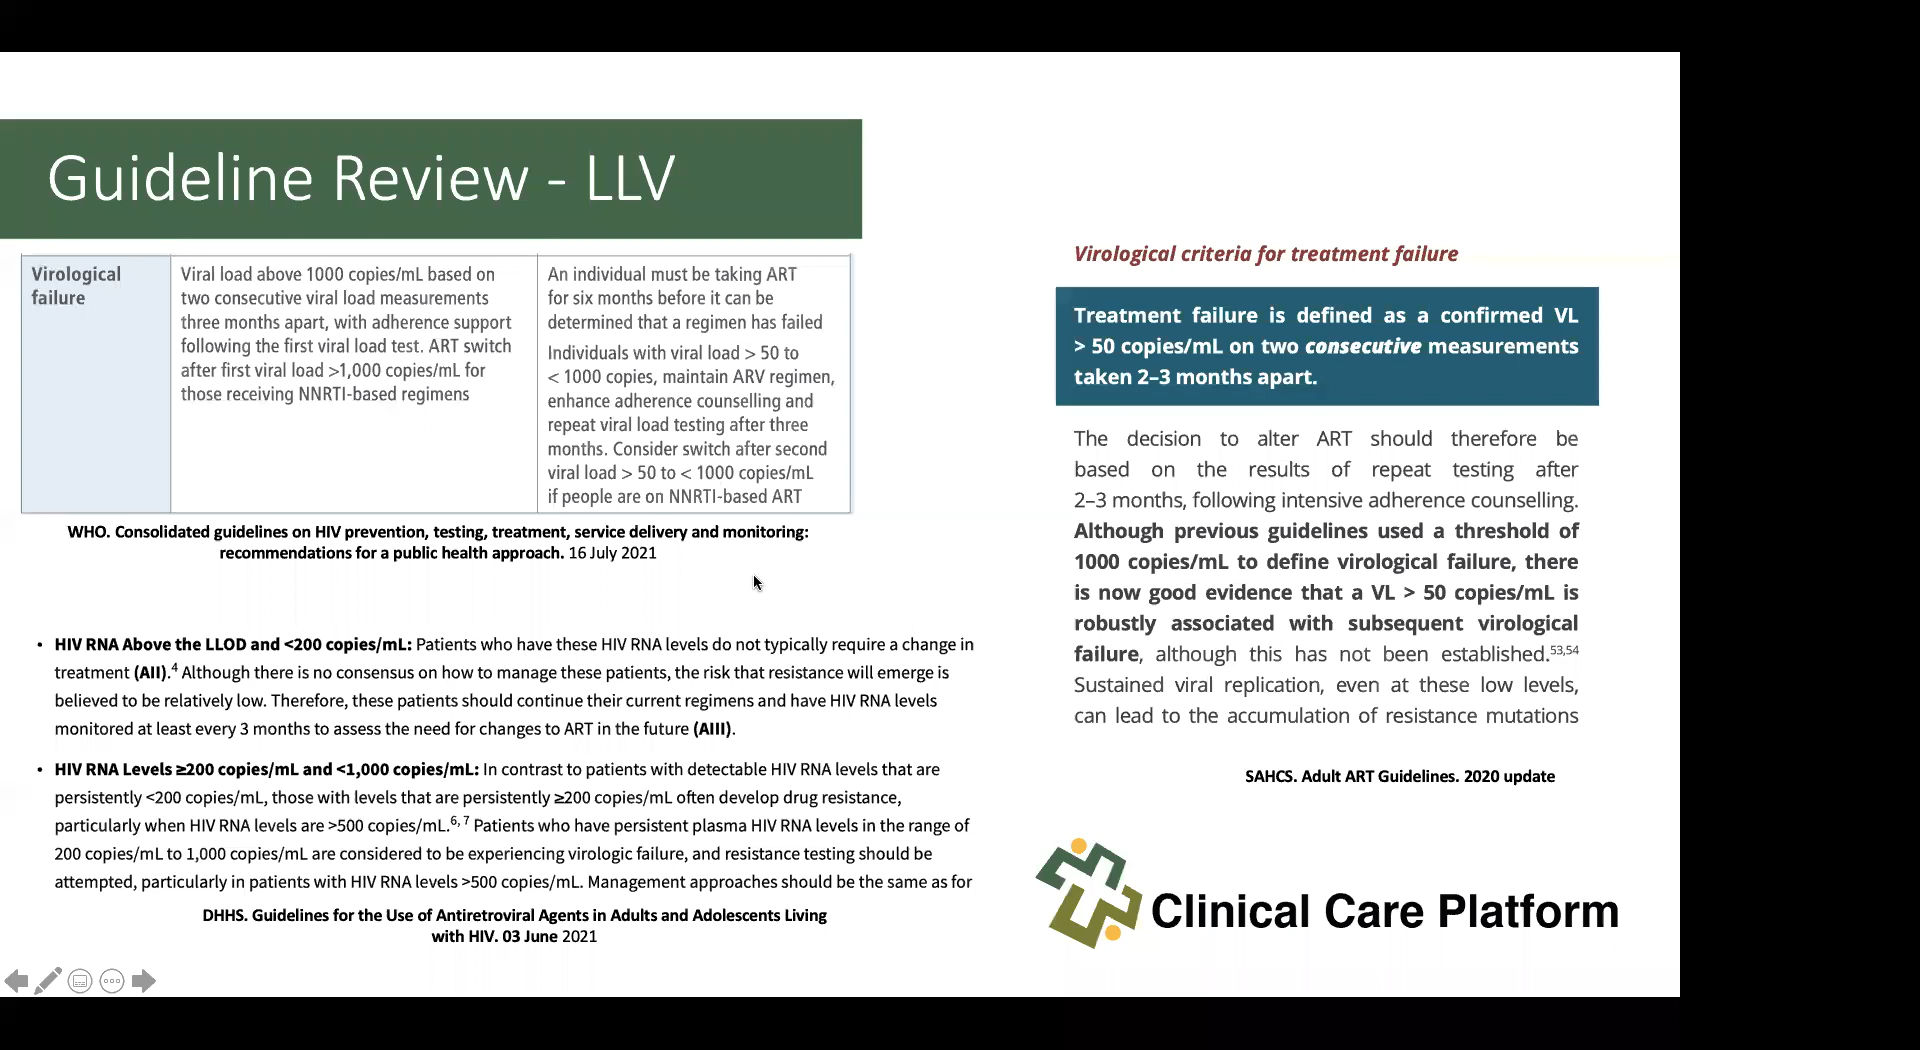 Guideline Review - LLV
Virological
failure
Viral load above 1000 copies/mL based on
two consecutive viral load measurements
three months apart, with adherence support
following the first viral load test. ART switch
after first viral load >1,000 copies/mL for
those receiving NNRTI-based regimens
An individual must be taking ART
for six months before it can be
determined that a regimen has failed
Individuals with viral load > 50 to
< 1000 copies, maintain ARV regimen,
enhance adherence counselling and
repeat viral load testing after three
months. Consider switch after second
viral load > 50 to < 1000 copies/mL
if people are on NNRTI-based ART
WHO. Consolidated guidelines on HIV prevention, testing, treatment, service delivery and monitoring:
recommendations for a public health approach. 16 July 2021
• HIV RNA Above the LLOD and <200 copies/mL: Patients who have these HIV RNA levels do not typically require a change in
treatment (AII).4 Although there is no consensus on how to manage these patients, the risk that resistance will emerge is
believed to be relatively low. Therefore, these patients should continue their current regimens and have HIV RNA levels
monitored at least every 3 months to assess the need for changes to ART in the future (AIII).
• HIV RNA Levels ≥200 copies/mL and <1,000 copies/mL: In contrast to patients with detectable HIV RNA levels that are
persistently <200 copies/mL, those with levels that are persistently ≥200 copies/mL often develop drug resistance,
particularly when HIV RNA levels are >500 copies/mL.6, 7 Patients who have persistent plasma HIV RNA levels in the range of
200 copies/mL to 1,000 copies/mL are considered to be experiencing virologic failure, and resistance testing should be
attempted, particularly in patients with HIV RNA levels >500 copies/mL. Management approaches should be the same as for
DHHS. Guidelines for the Use of Antiretroviral Agents in Adults and Adolescents Living
with HIV. 03 June 2021
Virological criteria for treatment failure
Treatment failure is defined as a confirmed VL
> 50 copies/mL on two consecutive measurements
taken 2–3 months apart.
The decision to alter ART should therefore be
based on the results of repeat testing after
2–3 months, following intensive adherence counselling.
Although previous guidelines used a threshold of
1000 copies/mL to define virological failure, there
is now good evidence that a VL > 50 copies/mL is
robustly associated with subsequent virological
failure, although this has not been established.53,54
Sustained viral replication, even at these low levels,
can lead to the accumulation of resistance mutations
SAHCS. Adult ART Guidelines. 2020 update
Clinical Care Platform